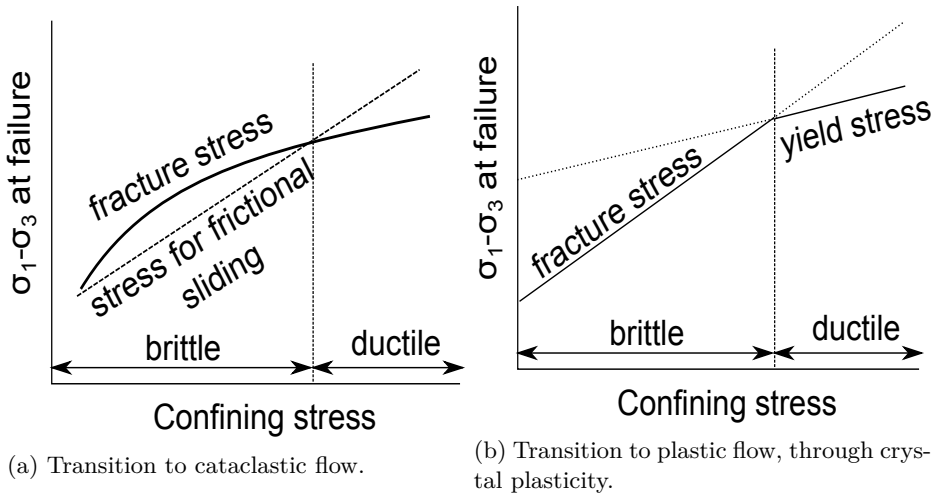 σ1-σ3 at failure
fracture stress
stress for frictional
sliding
brittle
ductile
Confining stress
(a) Transition to cataclastic flow.
σ1-σ3 at failure
fracture stress
yield stress
brittle
ductile
Confining stress
(b) Transition to plastic flow, through crys-
tal plasticity.